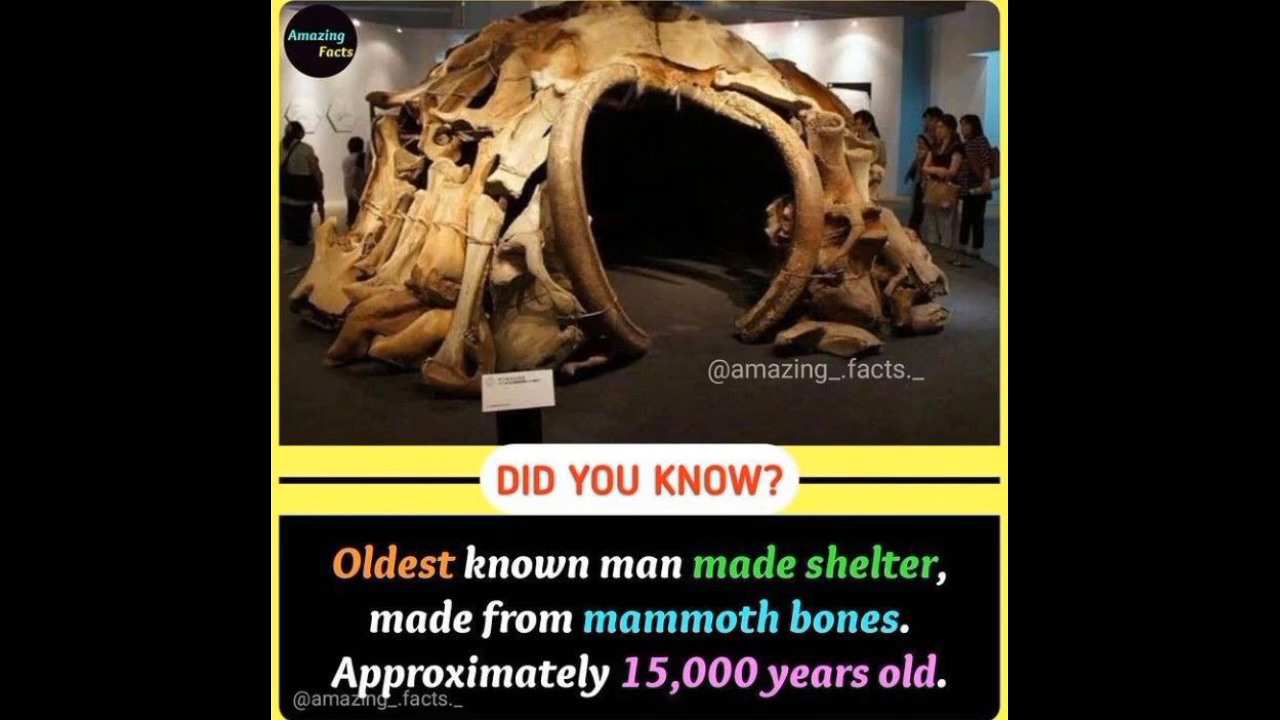 Amazing
Facts
@amazing_.facts._
DID YOU KNOW?
Oldest known man made shelter,
made from mammoth bones.
Approximately 15,000 years old.
@amazing_.facts._